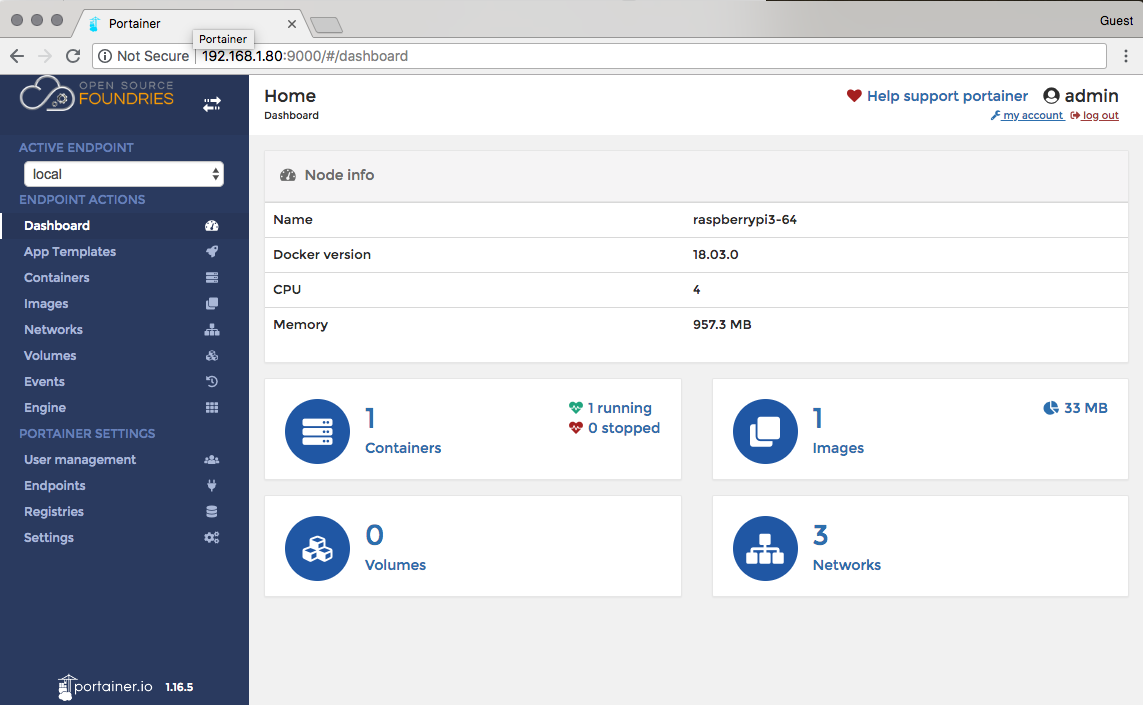 Portainer
Guest
Portainer
Not Secure
192.168.1.80:9000/#/dashboard
OPEN SOURCE
FOUNDRIES
ACTIVE ENDPOINT
local
ENDPOINT ACTIONS
Dashboard
App Templates
Containers
Images
Networks
Volumes
Events
Engine
PORTAINER SETTINGS
User management
Endpoints
Registries
Settings
portainer.io 1.16.5
Home
Dashboard
Help support portainer
admin
my account
log out
Node info
Name raspberrypi3-64
Docker version 18.03.0
CPU 4
Memory 957.3 MB
1
Containers
1 running
0 stopped
1
Images
33 MB
0
Volumes
3
Networks